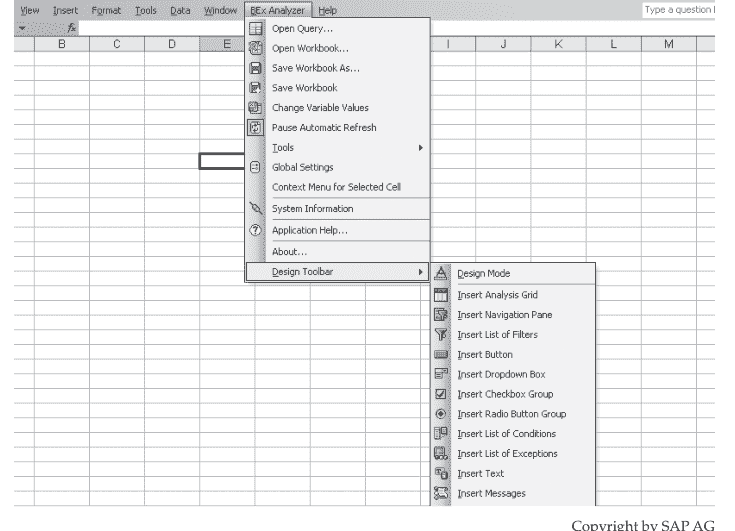 View Insert Format Tools Data Window BEx Analyzer Help
Type a question
fx
B C D E I J K L M
Open Query...
Open Workbook...
Save Workbook As...
Save Workbook
Change Variable Values
Pause Automatic Refresh
Tools
Global Settings
Context Menu for Selected Cell
System Information
Application Help...
About...
Design Toolbar
Design Mode
Insert Analysis Grid
Insert Navigation Pane
Insert List of Filters
Insert Button
Insert Dropdown Box
Insert Checkbox Group
Insert Radio Button Group
Insert List of Conditions
Insert List of Exceptions
Insert Text
Insert Messages
Copyright by SAP AG